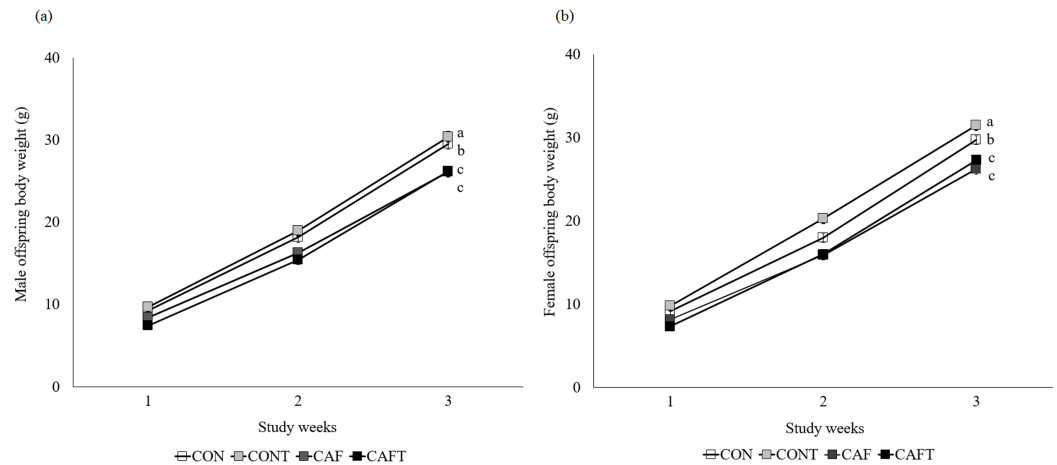 (a)
Male offspring body weight (g)
40
30
20
10
0
a
b
c
c
1 2 3
Study weeks
CON CONT CAF CAFT
(b)
Female offspring body weight (g)
40
30
20
10
0
a
b
c
c
1 2 3
Study weeks
CON CONT CAF CAFT